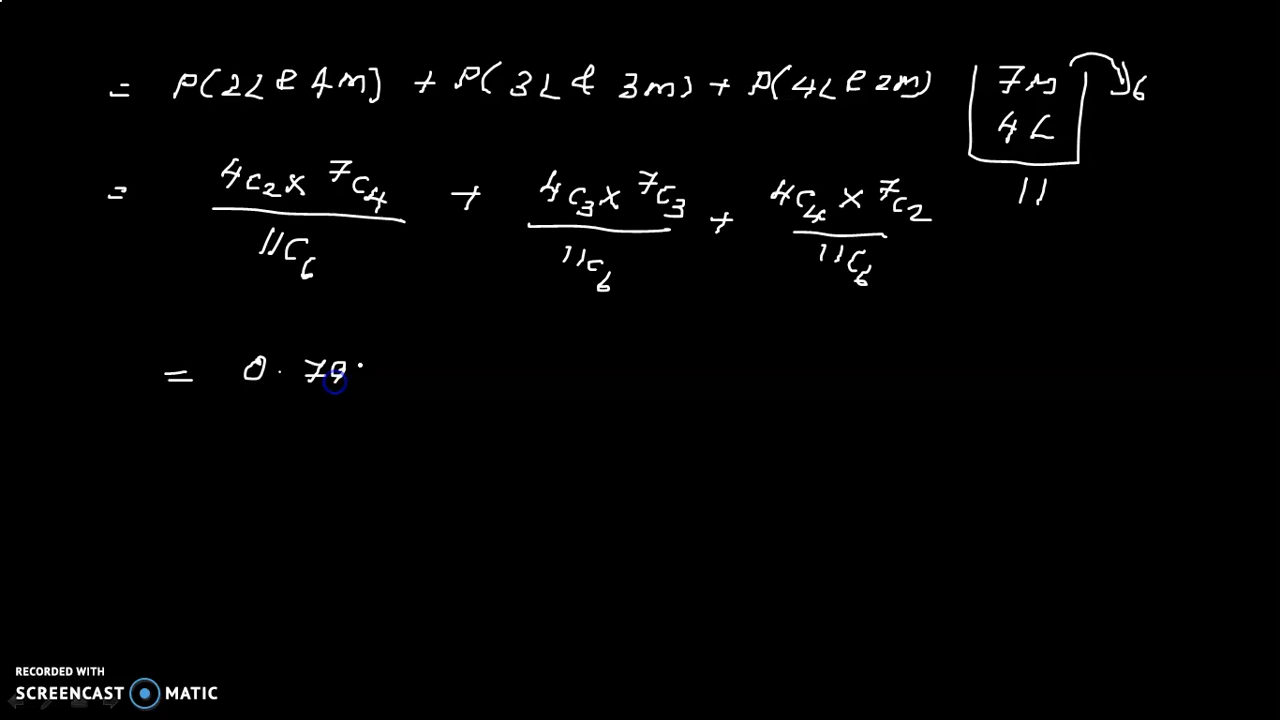 = P(2L & 4M) + P(3L & 3M) + P(4L & 2M)
7M 6
4L
11
= 4C2 × 7C4 / 11C6 + 4C3 × 7C3 / 11C6 + 4C4 × 7C2 / 11C6
= 0.79
RECORDED WITH
SCREENCAST MATIC